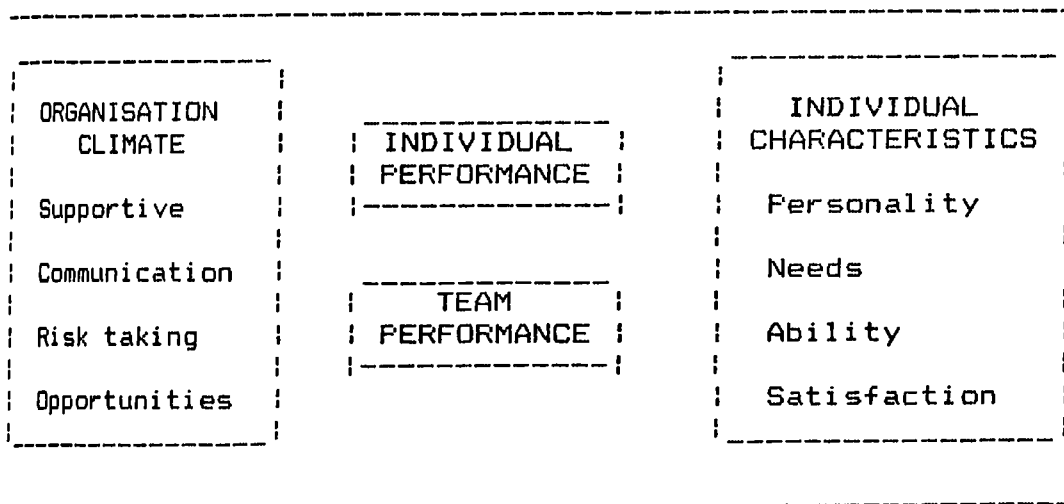 ORGANISATION
CLIMATE
Supportive
Communication
Risk taking
Opportunities
INDIVIDUAL
PERFORMANCE
TEAM
PERFORMANCE
INDIVIDUAL
CHARACTERISTICS
Personality
Needs
Ability
Satisfaction